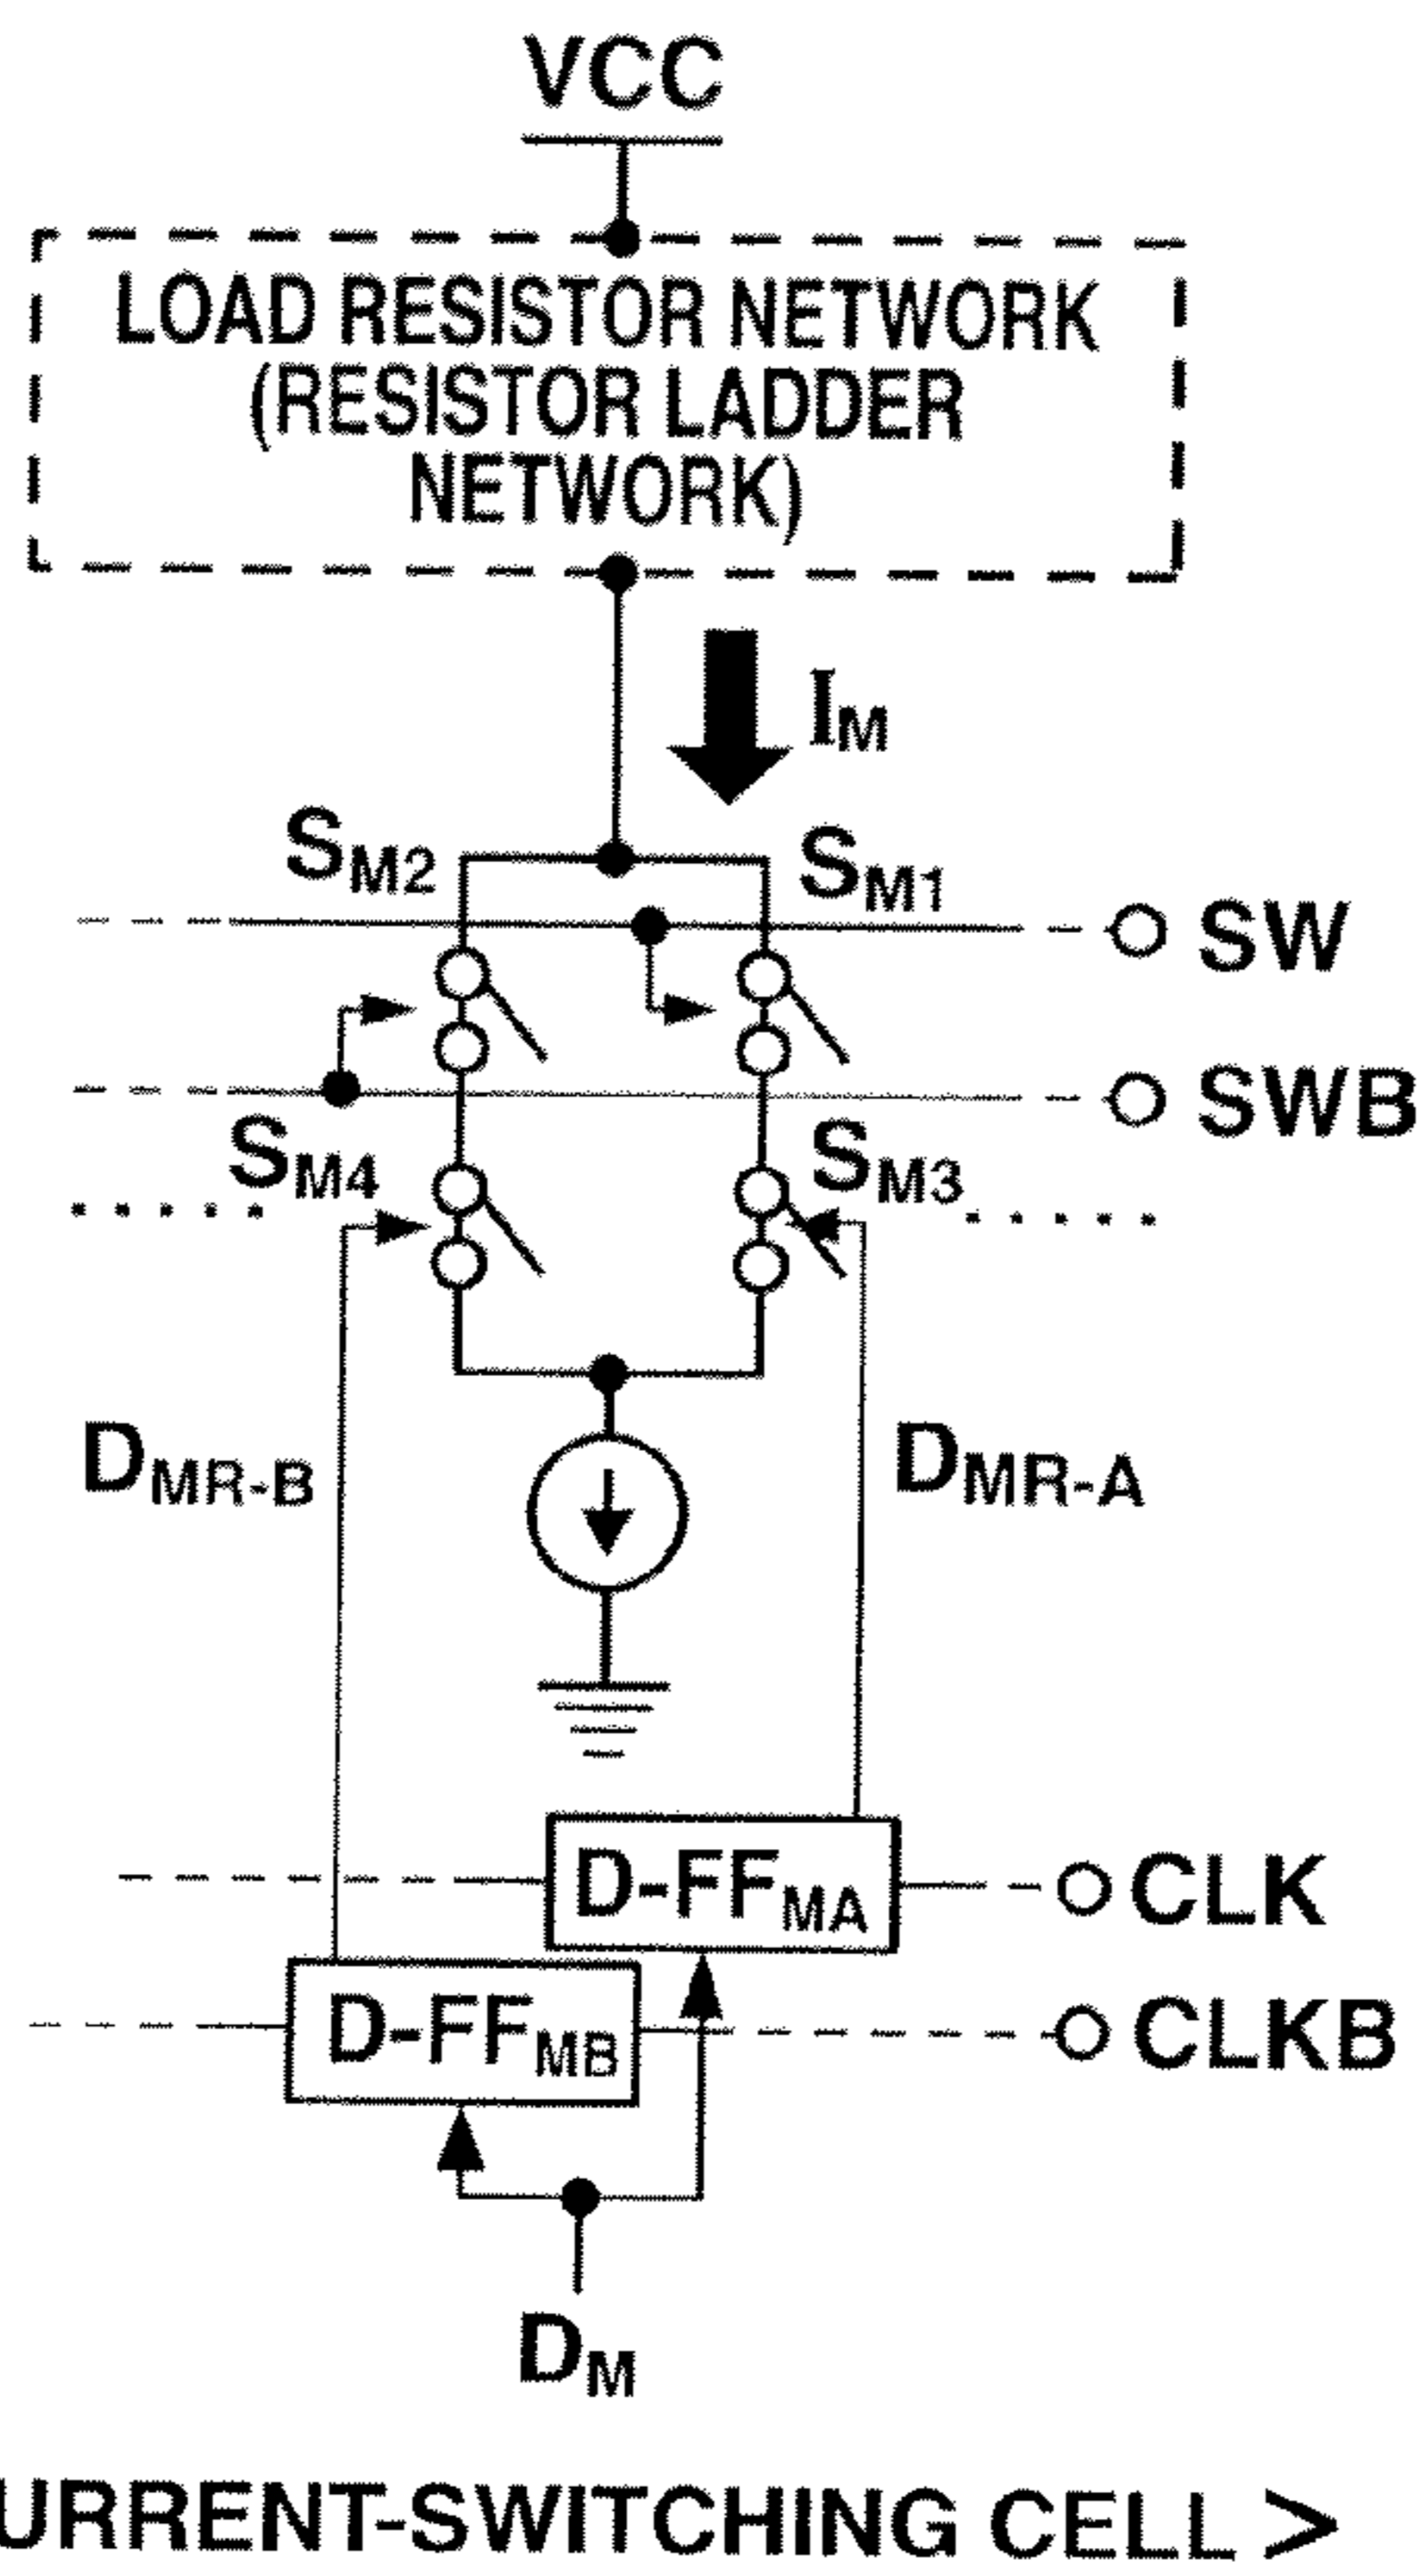 VCC
LOAD RESISTOR NETWORK
(RESISTOR LADDER
NETWORK)
IM
SM2
SM1
SW
SWB
SM4
SM3
DMR-B
DMR-A
D-FFMA
CLK
D-FFMB
CLKB
DM
URRENT-SWITCHING CELL >